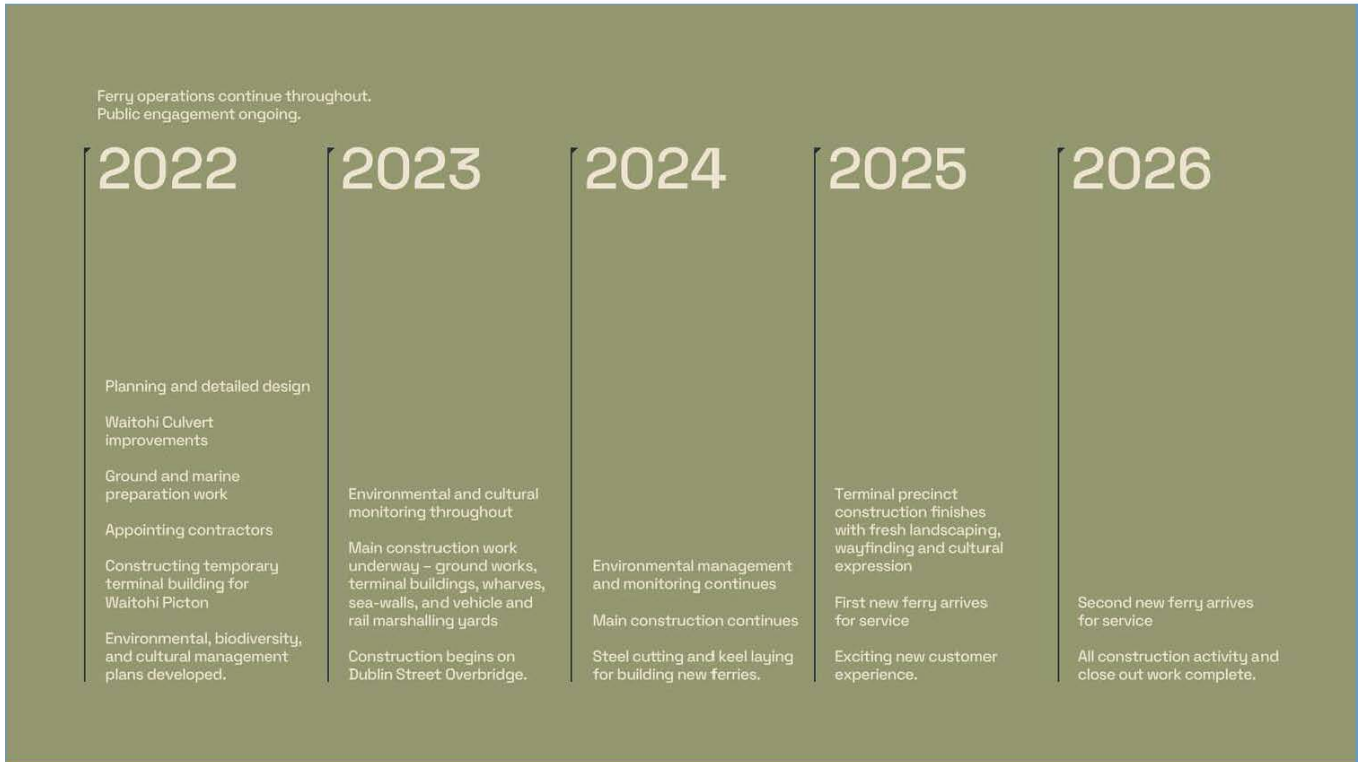 Ferry operations continue throughout.
Public engagement ongoing.
2022
Planning and detailed design
Waitohi Culvert
improvements
Ground and marine
preparation work
Appointing contractors
Constructing temporary
terminal building for
Waitohi Picton
Environmental, biodiversity,
and cultural management
plans developed.
2023
Environmental and cultural
monitoring throughout
Main construction work
underway – ground works,
terminal buildings, wharves,
sea-walls, and vehicle and
rail marshalling yards
Construction begins on
Dublin Street Overbridge.
2024
Environmental management
and monitoring continues
Main construction continues
Steel cutting and keel laying
for building new ferries.
2025
Terminal precinct
construction finishes
with fresh landscaping,
wayfinding and cultural
expression
First new ferry arrives
for service
Exciting new customer
experience.
2026
Second new ferry arrives
for service
All construction activity and
close out work complete.